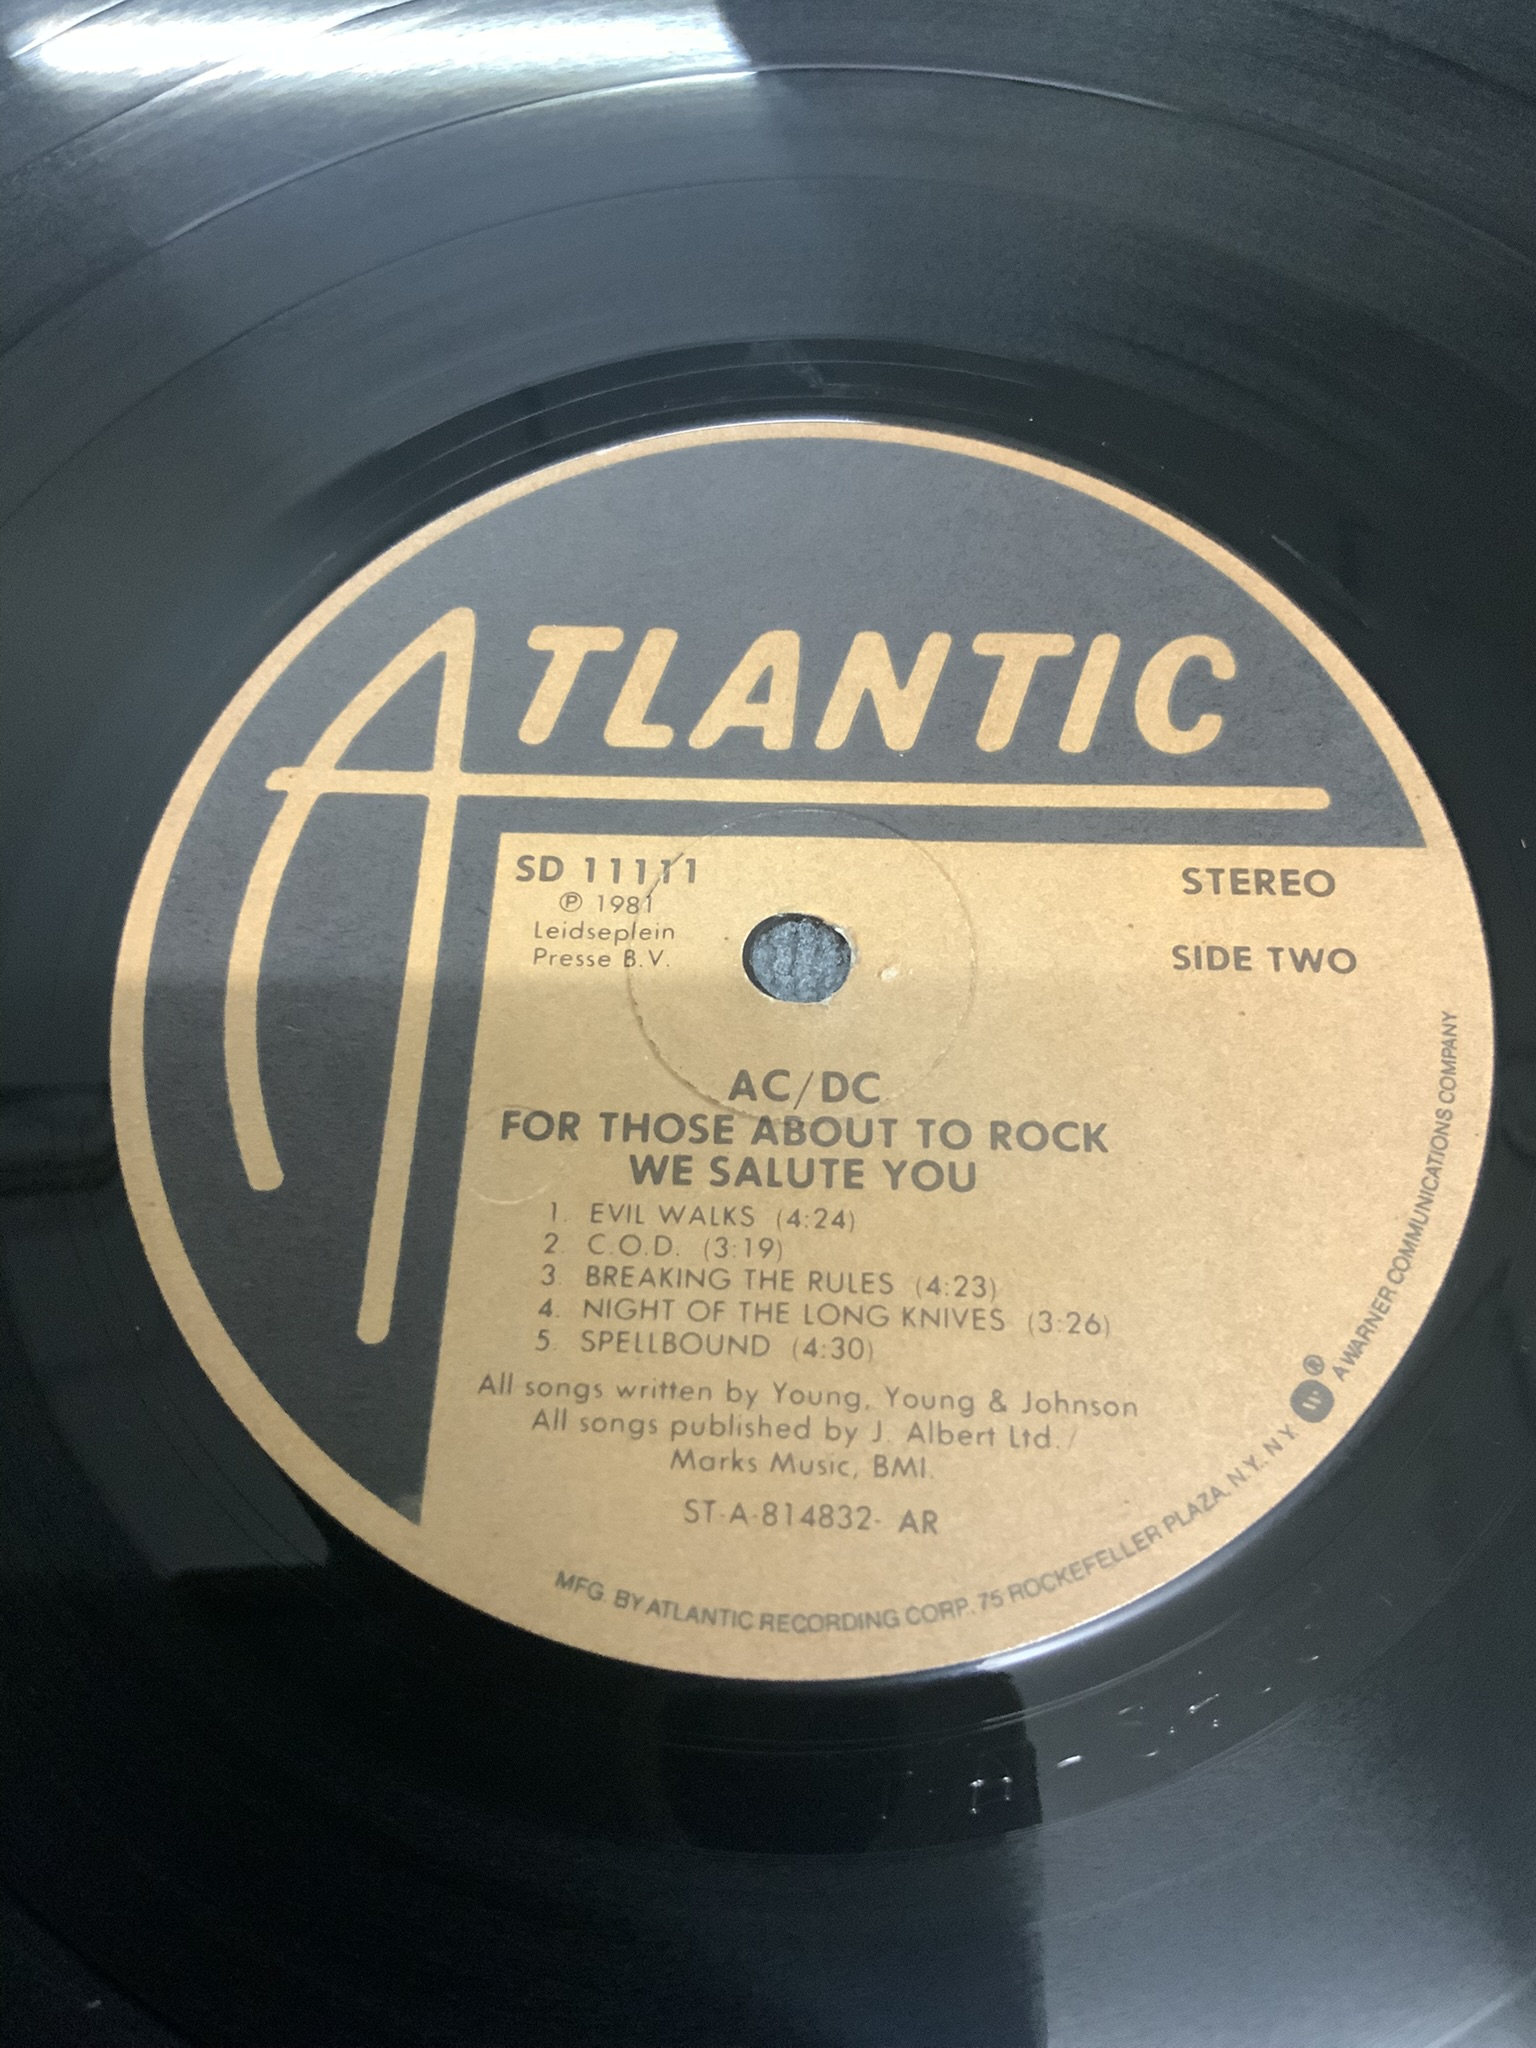 ATLANTIC
SD 11111
℗ 1981
Leidseplein
Presse B.V.
STEREO
SIDE TWO
AC/DC
FOR THOSE ABOUT TO ROCK
WE SALUTE YOU
1. EVIL WALKS (4:24)
2. C.O.D. (3:19)
3. BREAKING THE RULES (4:23)
4. NIGHT OF THE LONG KNIVES (3:26)
5. SPELLBOUND (4:30)
All songs written by Young, Young & Johnson
All songs published by J. Albert Ltd./
Marks Music, BMI.
ST-A-814832- AR
MFG. BY ATLANTIC RECORDING CORP. 75 ROCKEFELLER PLAZA, N.Y., N.Y. ® A WARNER COMMUNICATIONS COMPANY